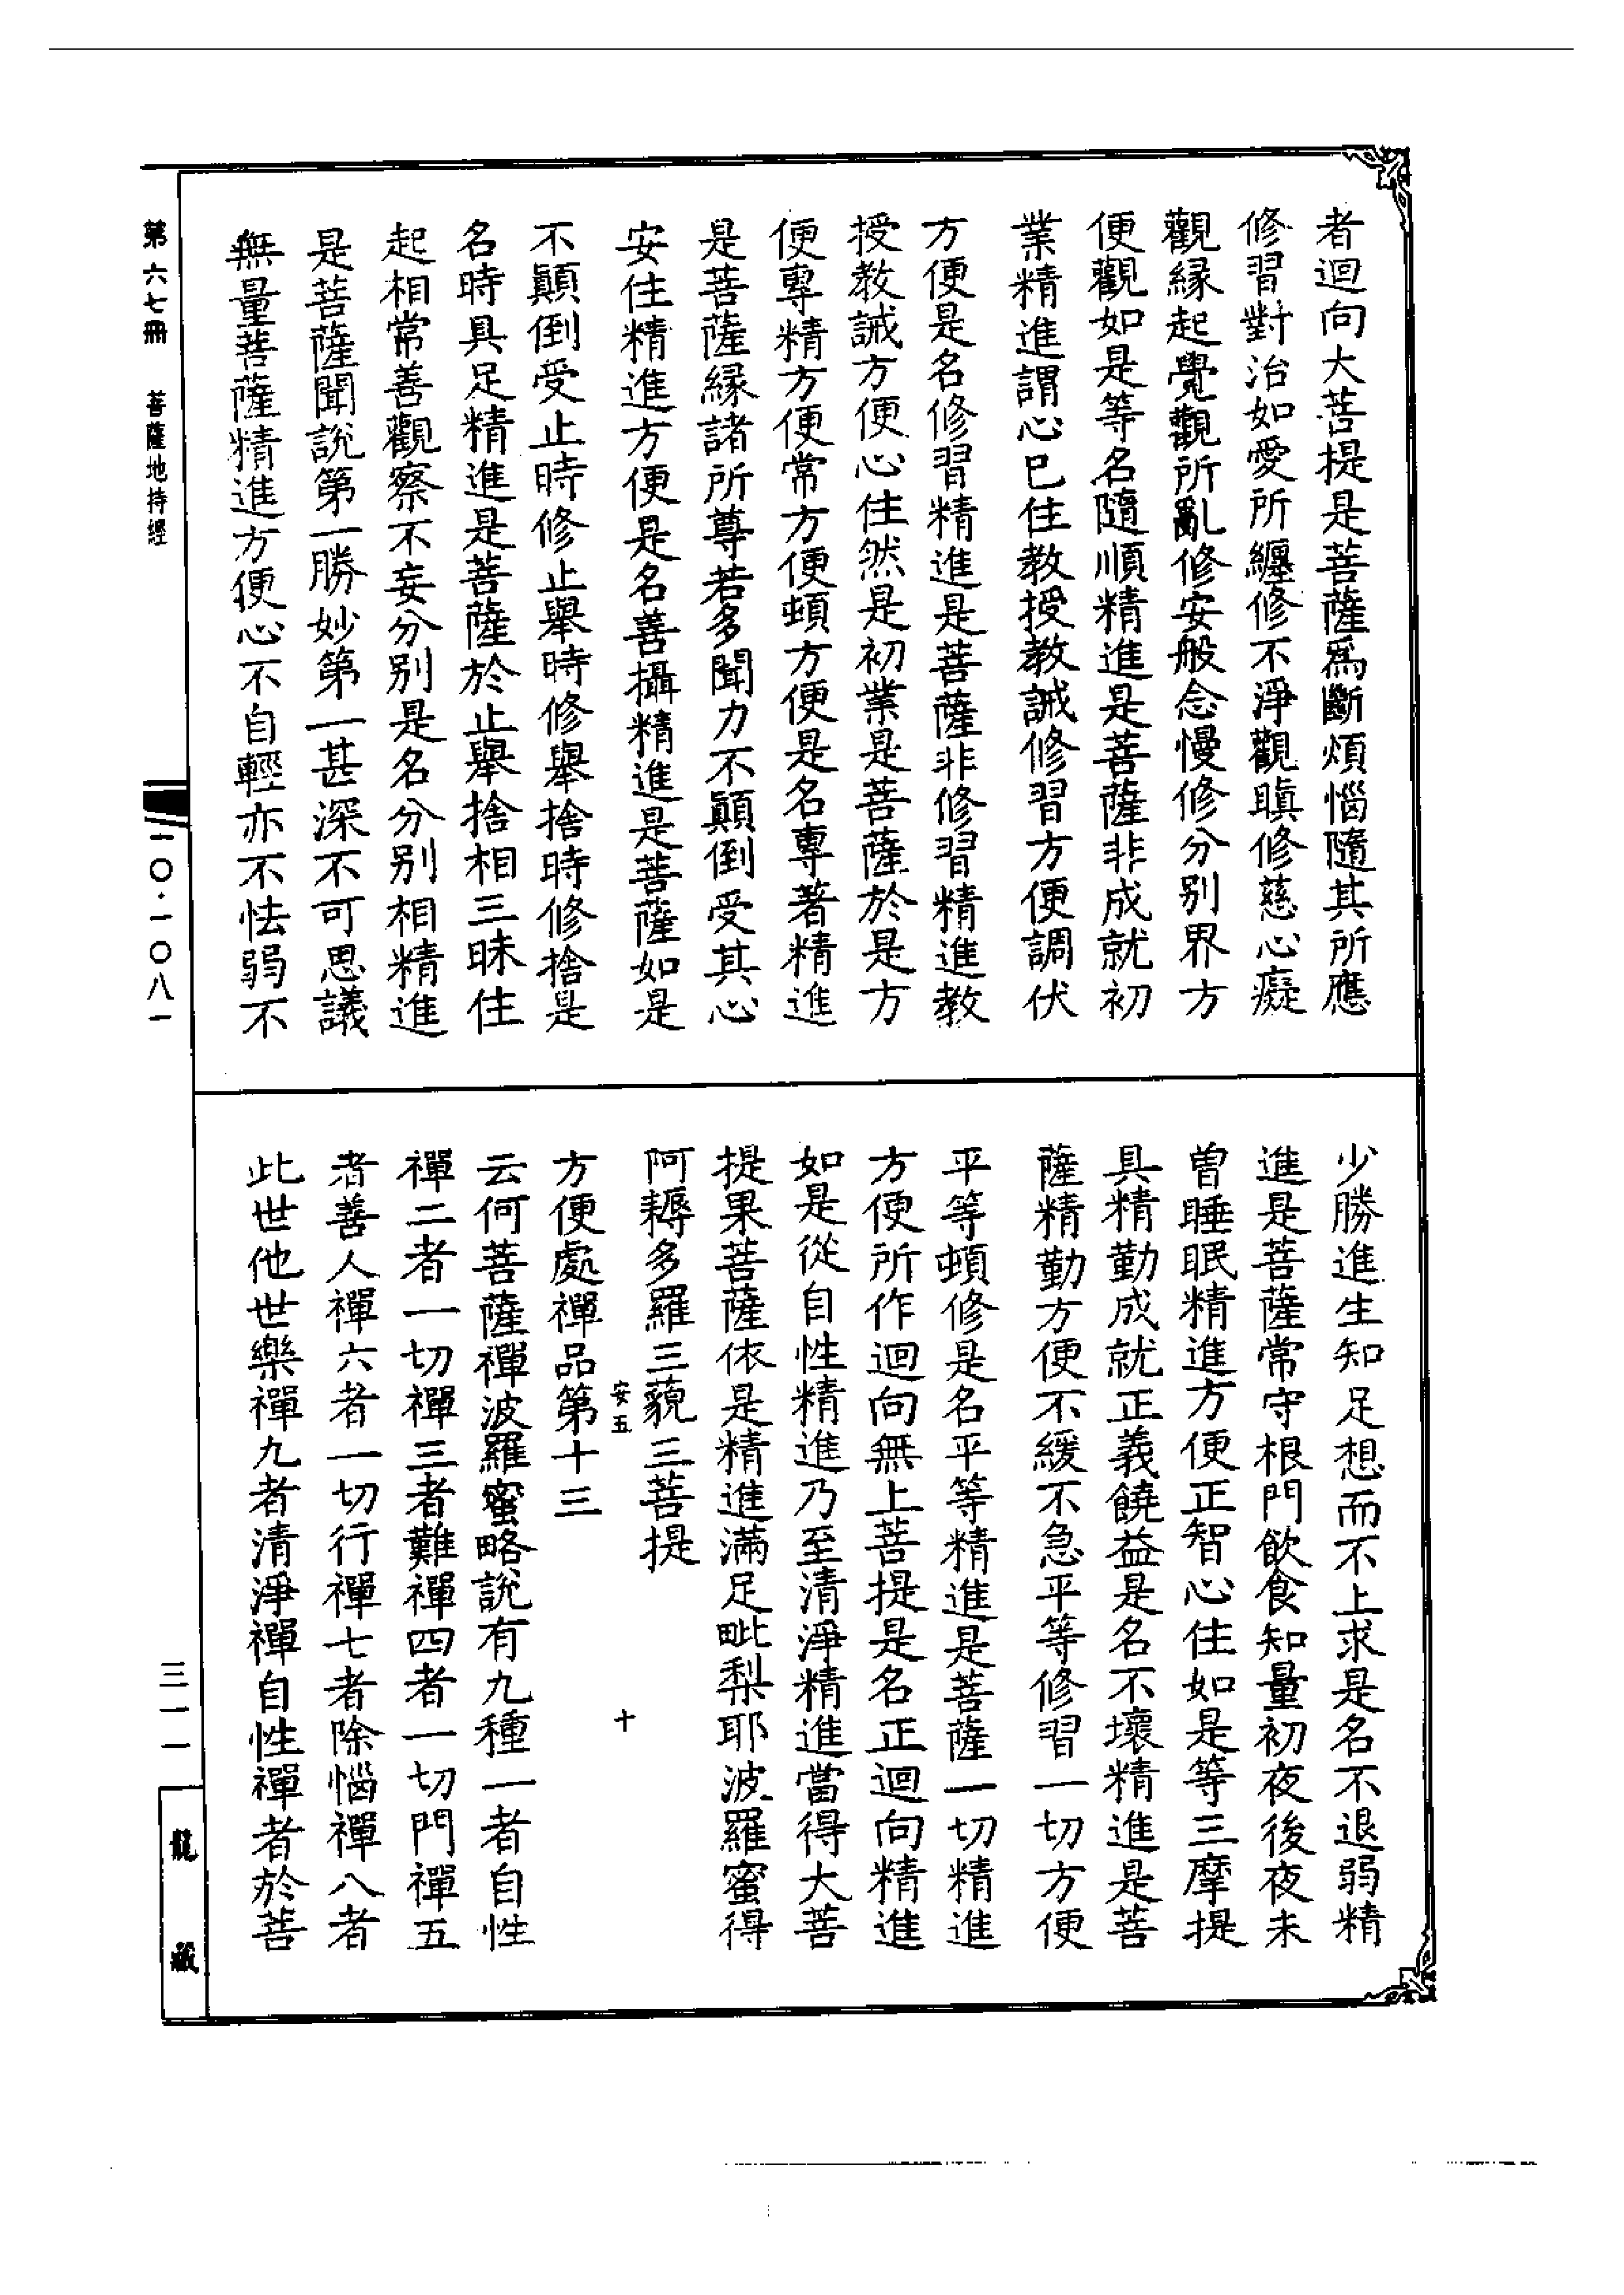 者迴向大菩提是菩薩爲斷煩惱隨其所應
修習對治如愛所纏修不淨觀瞋修慈心癡
觀縁起覺觀所亂修安般念慢修分别界方
便觀如是等名隨順精進是菩薩非成就初
業精進謂心已住教授教誡修習方便調伏
方便是名修習精進是菩薩非修習精進教
授教誡方便心住然是初業是菩薩於是方
便專精方便常方便頓方便是名專著精進
是菩薩縁諸所尊若多聞力不顛倒受其心
安住精進方便是名善攝精進是菩薩如是
不顛倒受止時修止舉時修舉捨時修捨是
名時具足精進是菩薩於止舉捨相三昧住
起相常善觀察不妄分别是名分别相精進
是菩薩聞說第一勝妙第一甚深不可思議
無量菩薩精進方便心不自輕亦不怯弱不
少勝進生知足想而不上求是名不退弱精
進是菩薩常守根門飲食知量初夜後夜未
曽睡眠精進方便正智心住如是等三摩提
具精勤成就正義饒益是名不壞精進是菩
薩精勤方便不緩不急平等修習一切方便
平等頓修是名平等精進是菩薩一切精進
方便所作迴向無上菩提是名正迴向精進
如是從自性精進乃至清淨精進當得大菩
提果菩薩依是精進滿足毗梨耶波羅蜜得
阿耨多羅三藐三菩提
安五 十
方便處禪品第十三
云何菩薩禪波羅蜜略說有九種一者自性
禪二者一切禪三者難禪四者一切門禪五
者善人禪六者一切行禪七者除惱禪八者
此世他世樂禪九者清淨禪自性禪者於菩
第六七冊 菩薩地持經
一〇·一〇八一
三一一
龍藏